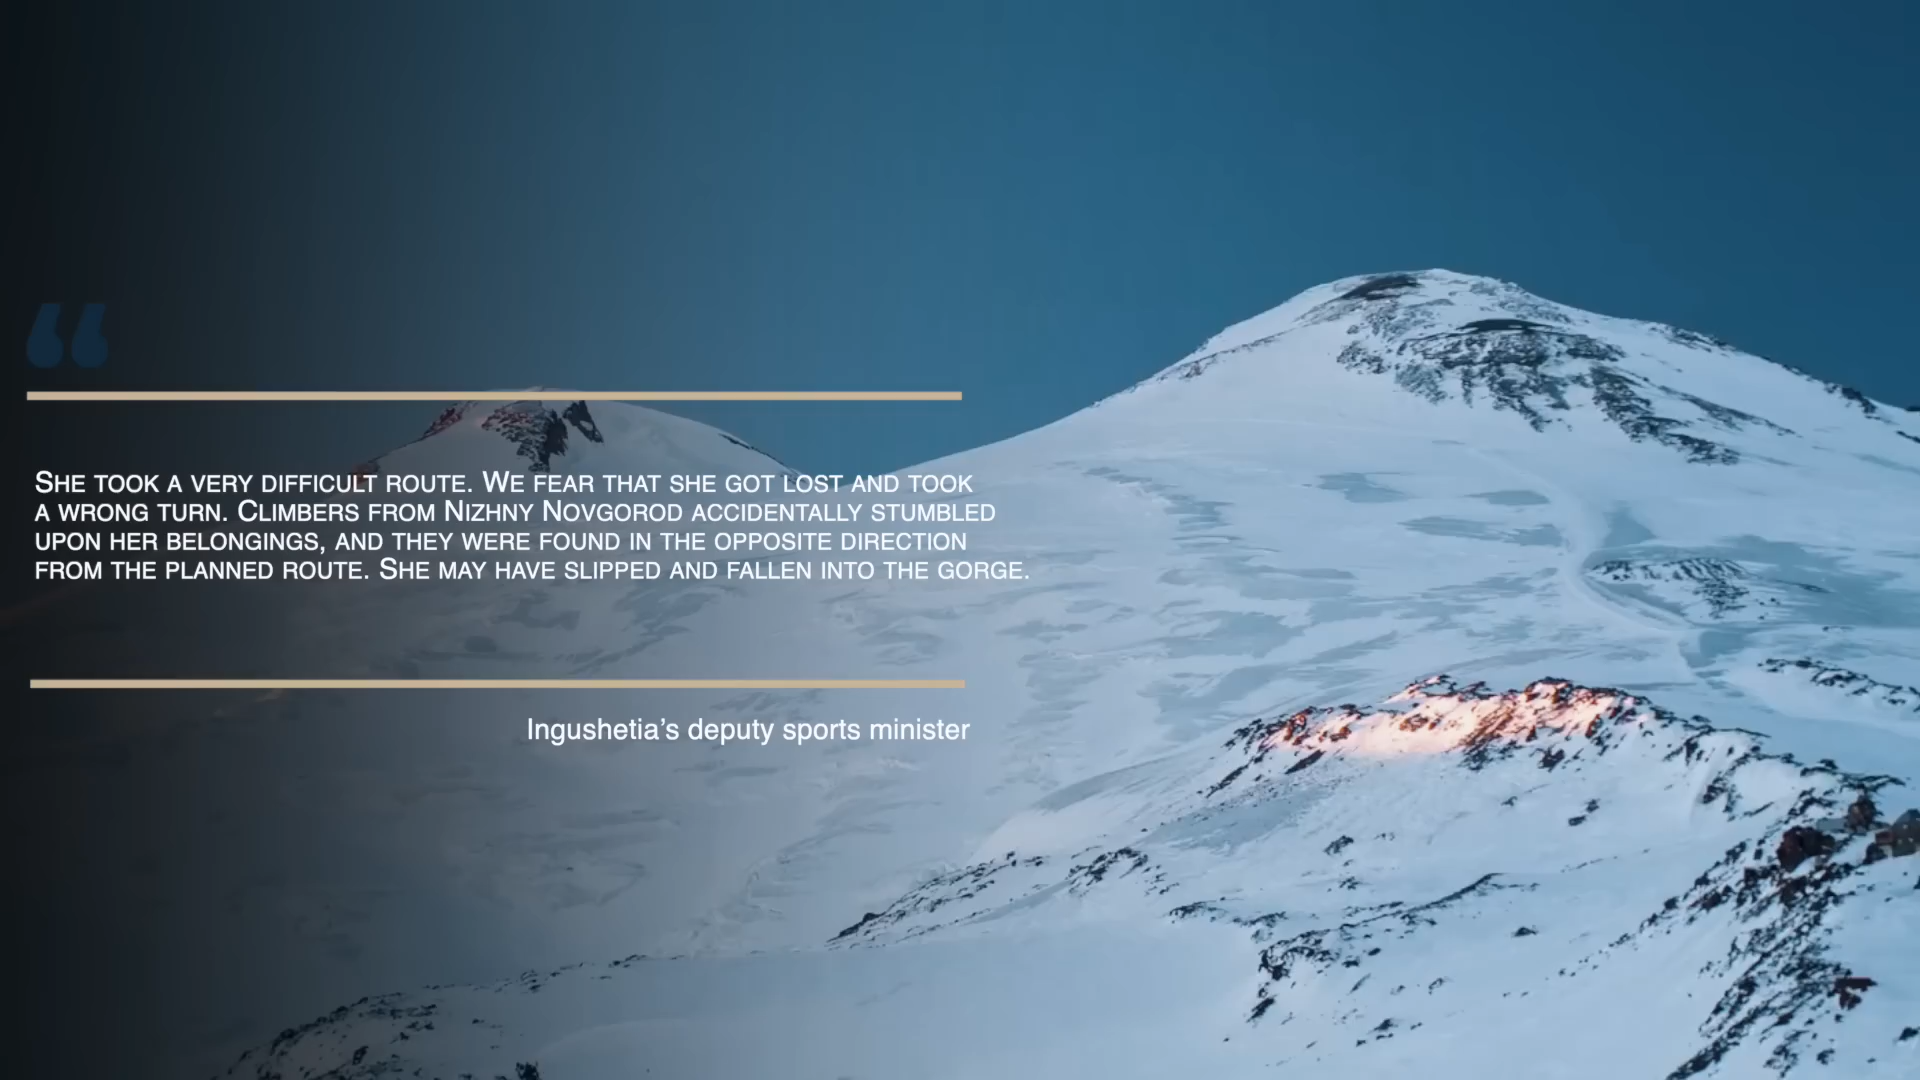 “
She took a very difficult route. We fear that she got lost and took
a wrong turn. Climbers from Nizhny Novgorod accidentally stumbled
upon her belongings, and they were found in the opposite direction
from the planned route. She may have slipped and fallen into the gorge.
Ingushetia’s deputy sports minister